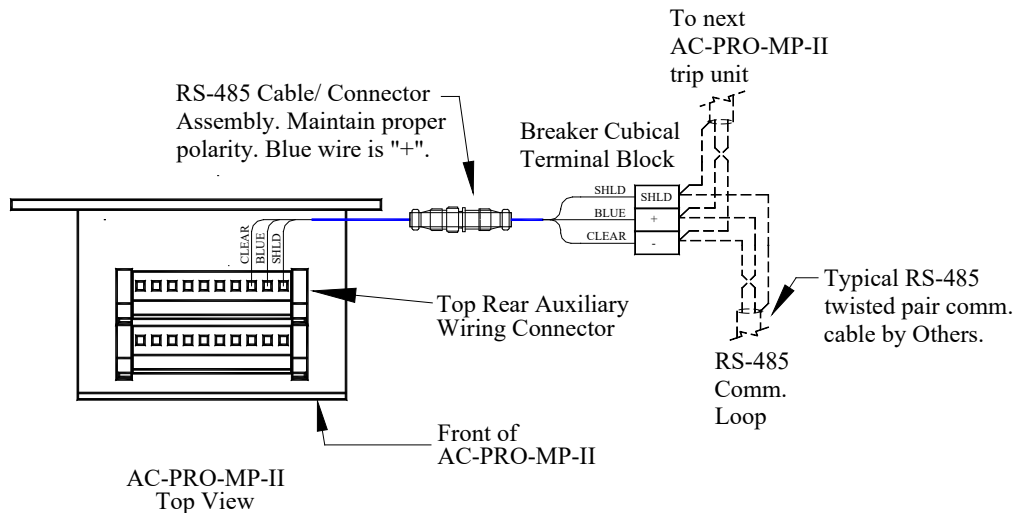 To next
AC-PRO-MP-II
trip unit
RS-485 Cable/ Connector
Assembly. Maintain proper
polarity. Blue wire is "+".
Breaker Cubical
Terminal Block
SHLD
SHLD
BLUE
+
CLEAR
-
CLEAR
BLUE
SHLD
Top Rear Auxiliary
Wiring Connector
Typical RS-485
twisted pair comm.
cable by Others.
RS-485
Comm.
Loop
Front of
AC-PRO-MP-II
AC-PRO-MP-II
Top View